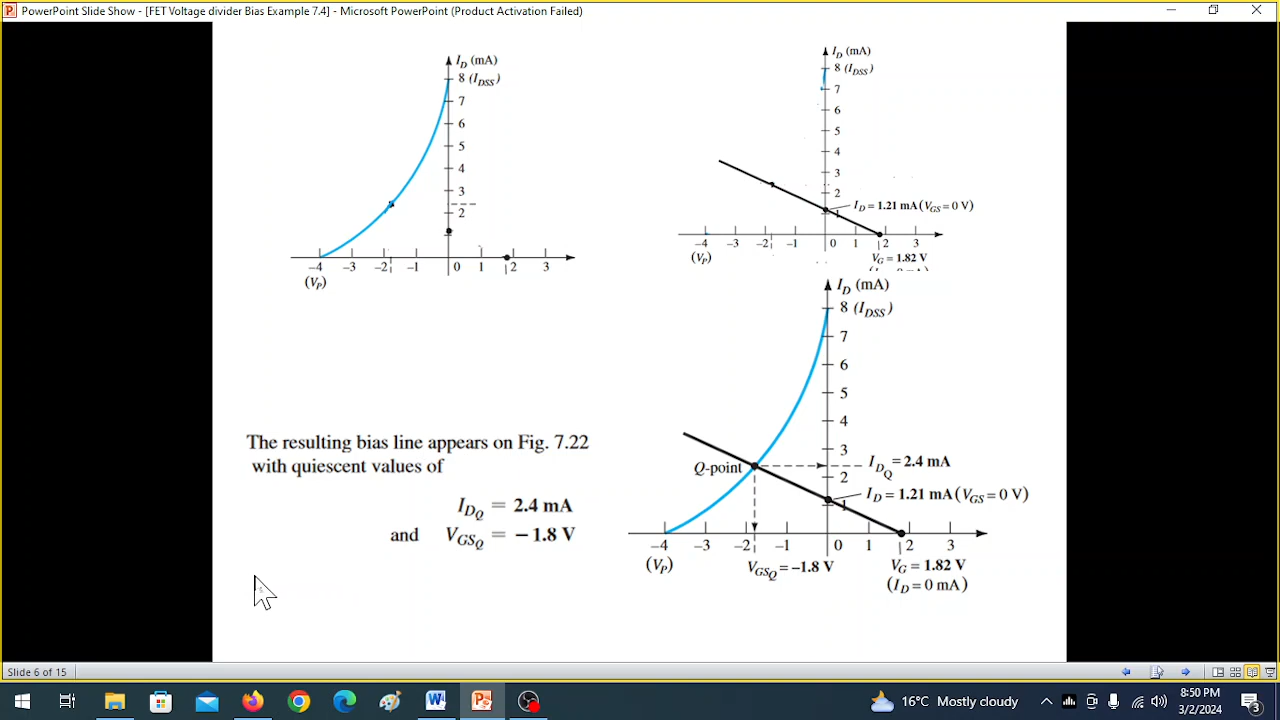 PowerPoint Slide Show - [FET Voltage divider Bias Example 7.4] - Microsoft PowerPoint (Product Activation Failed)
I_D (mA)
8 (I_DSS)
7
6
5
4
3
2
–4 –3 –2 –1 0 1 2 3
(V_P)
I_D (mA)
8 (I_DSS)
7
6
5
4
3
2
I_D = 1.21 mA (V_GS = 0 V)
1
–4 –3 –2 –1 0 1 2 3
(V_P)
V_G = 1.82 V
I_D (mA)
8 (I_DSS)
7
6
5
4
3
I_DQ = 2.4 mA
Q-point
2
I_D = 1.21 mA (V_GS = 0 V)
1
–4 –3 –2 –1 0 1 2 3
(V_P)
V_GSQ = –1.8 V
V_G = 1.82 V
(I_D = 0 mA)
The resulting bias line appears on Fig. 7.22
with quiescent values of
I_DQ = 2.4 mA
and V_GSQ = – 1.8 V
Slide 6 of 15
16°C Mostly cloudy
8:50 PM
3/2/2024
3